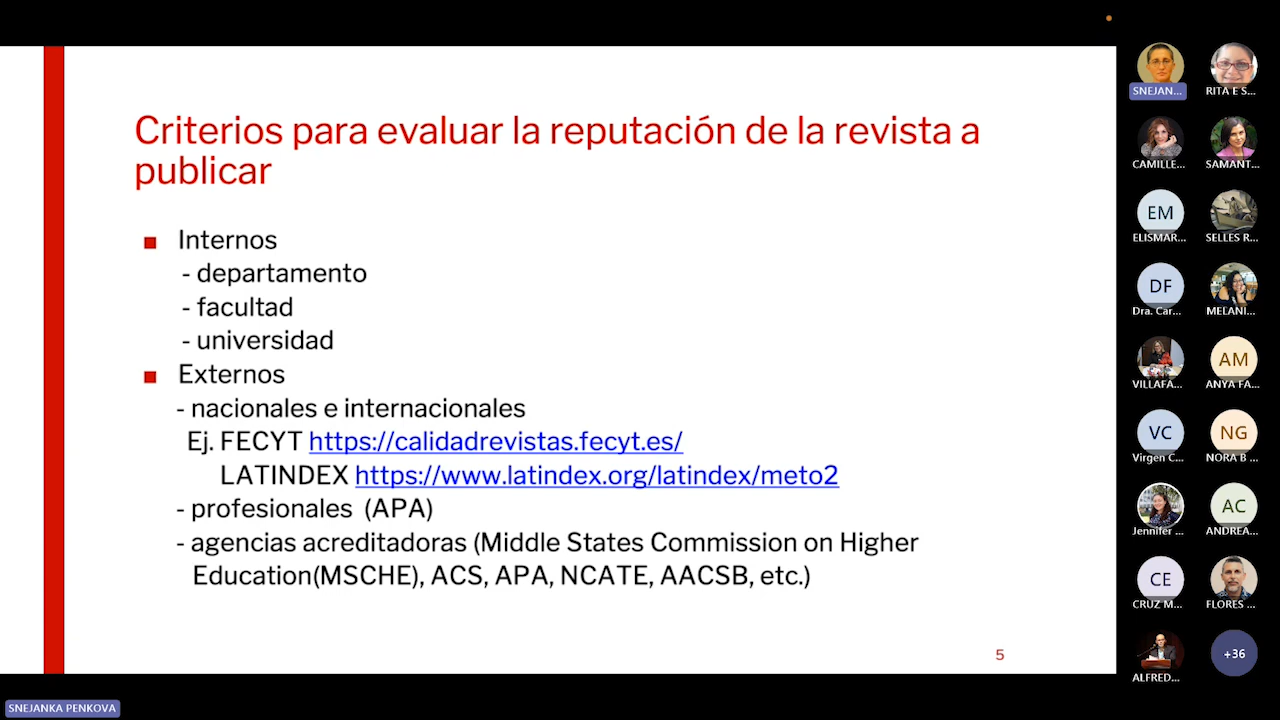 Criterios para evaluar la reputación de la revista a
publicar
■ Internos
- departamento
- facultad
- universidad
■ Externos
- nacionales e internacionales
Ej. FECYT https://calidadrevistas.fecyt.es/
LATINDEX https://www.latindex.org/latindex/meto2
- profesionales (APA)
- agencias acreditadoras (Middle States Commission on Higher
Education(MSCHE), ACS, APA, NCATE, AACSB, etc.)
5
SNEJAN...
RITA E S...
CAMILLE...
SAMANT...
EM
ELISMAR...
SELLES R...
DF
Dra. Car...
MELANI...
VILLAFA...
AM
ANYA FA...
VC
Virgen C...
NG
NORA B ...
Jennifer ...
AC
ANDREA...
CE
CRUZ M...
FLORES ...
ALFRED...
+36
SNEJANKA PENKOVA